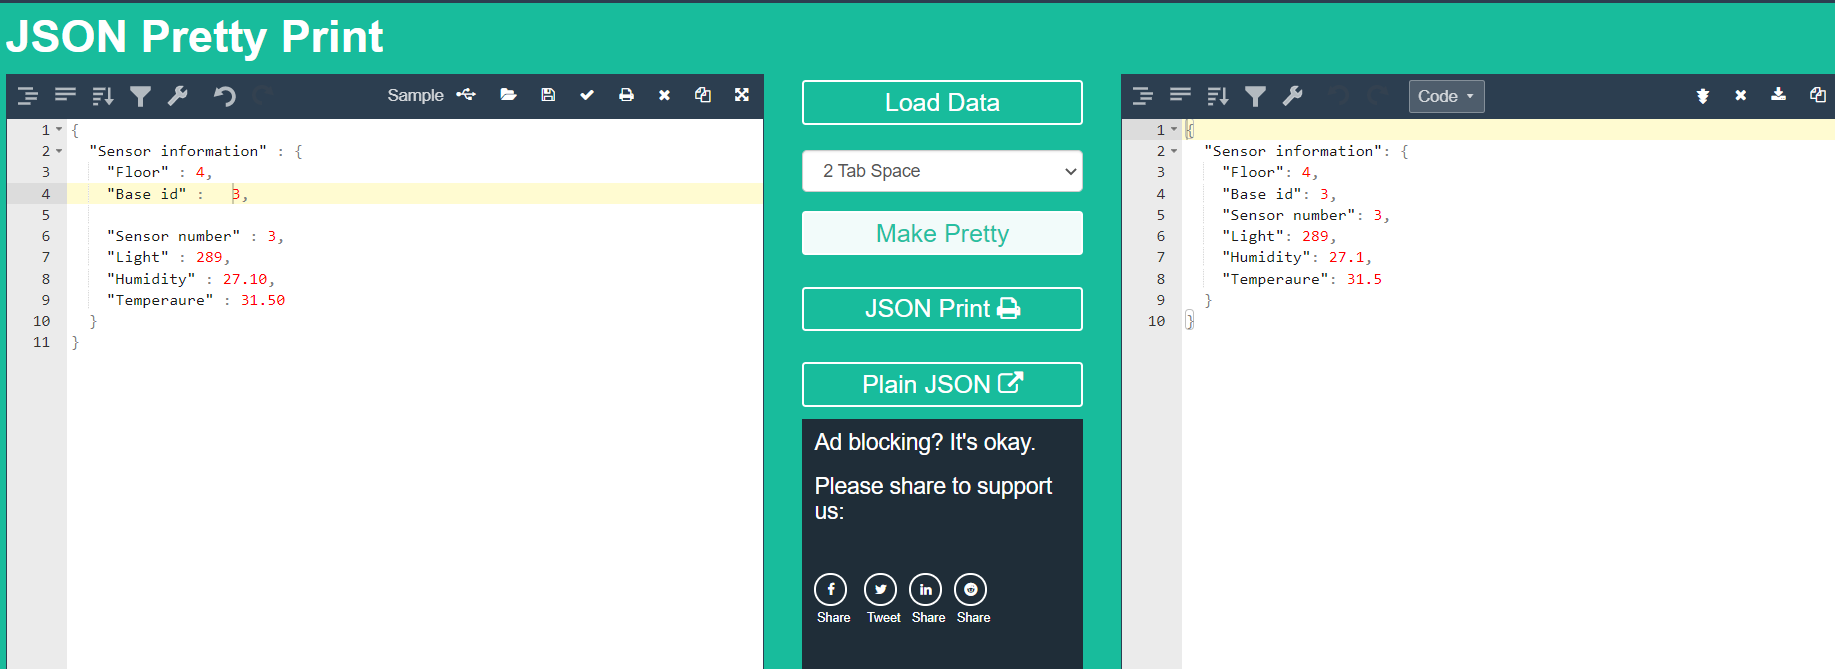 JSON Pretty Print
Sample
1 {
2 "Sensor information" : {
3 "Floor" : 4,
4 "Base id" :   3,
5
6 "Sensor number" : 3,
7 "Light" : 289,
8 "Humidity" : 27.10,
9 "Temperaure" : 31.50
10 }
11 }
Load Data
2 Tab Space
Make Pretty
JSON Print
Plain JSON
Ad blocking? It's okay.
Please share to support
us:
Share Tweet Share Share
Code
1 {
2 "Sensor information": {
3 "Floor": 4,
4 "Base id": 3,
5 "Sensor number": 3,
6 "Light": 289,
7 "Humidity": 27.1,
8 "Temperaure": 31.5
9 }
10 }